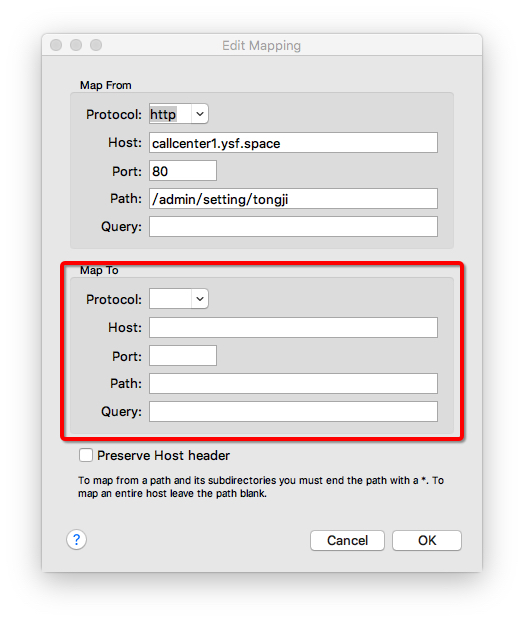 Edit Mapping
Map From
Protocol: http
Host: callcenter1.ysf.space
Port: 80
Path: /admin/setting/tongji
Query:
Map To
Protocol:
Host:
Port:
Path:
Query:
Preserve Host header
To map from a path and its subdirectories you must end the path with a *. To
map an entire host leave the path blank.
? Cancel OK